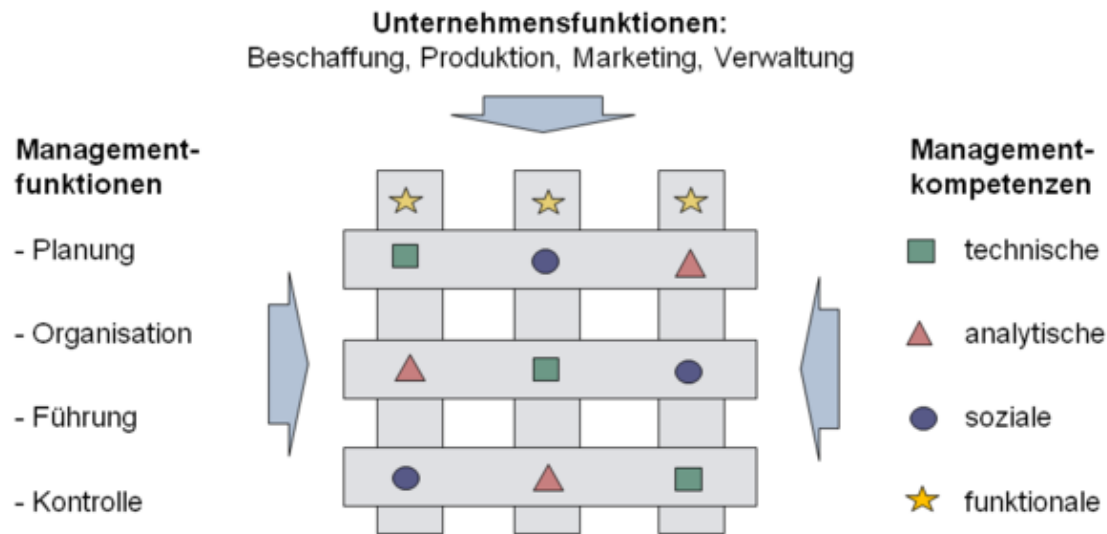 Unternehmensfunktionen:
Beschaffung, Produktion, Marketing, Verwaltung
Management-
funktionen
- Planung
- Organisation
- Führung
- Kontrolle
Management-
kompetenzen
technische
analytische
soziale
funktionale